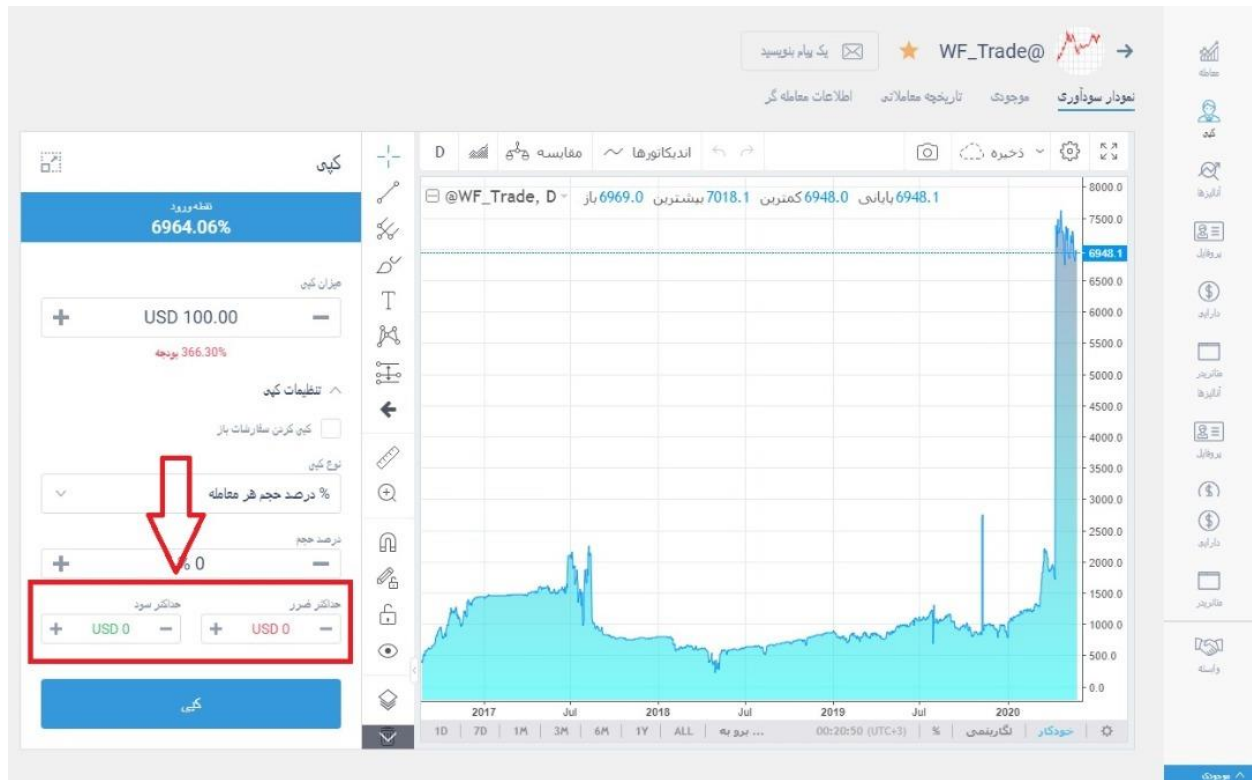 WF_Trade@
یک پیام بنویسید
نمودار سودآوری
موجودی
تاریخچه معاملاتی
اطلاعات معامله گر
ذخیره
اندیکاتورها
مقایسه
D
@WF_Trade, D
باز 6969.0 بیشترین 7018.1 کمترین 6948.0 پایانی 6948.1
8000.0
7500.0
6948.1
6500.0
6000.0
5500.0
5000.0
4500.0
4000.0
3500.0
3000.0
2500.0
2000.0
1500.0
1000.0
500.0
0.0
2017 Jul 2018 Jul 2019 Jul 2020
1D 7D 1M 3M 6M 1Y ALL برو به ... 00:20:50 (UTC+3) % لگاریتمی خودکار
کپی
نقطه ورود
6964.06%
میزان کپی
USD 100.00
366.30% بودجه
تنظیمات کپی
کپی کردن سفارشات باز
نوع کپی
% درصد حجم هر معامله
درصد حجم
% 0
حداکثر ضرر
حداکثر سود
USD 0
USD 0
کپی
معامله
کپی
آنالیزها
پروفایل
دارایی
متاتریدر
آنالیزها
پروفایل
دارایی
متاتریدر
وابسته
موجودی